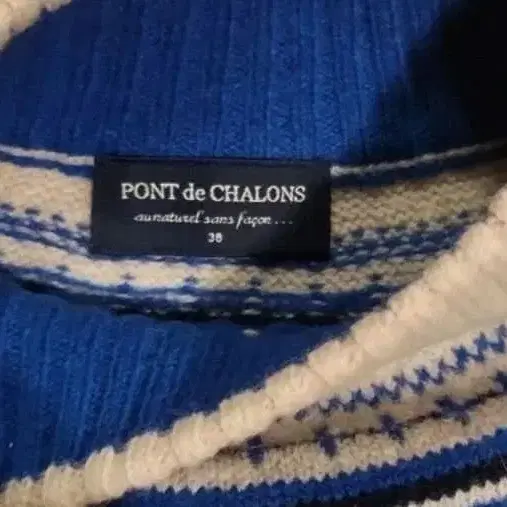 PONT de CHALONS
au naturel sans façon...
38